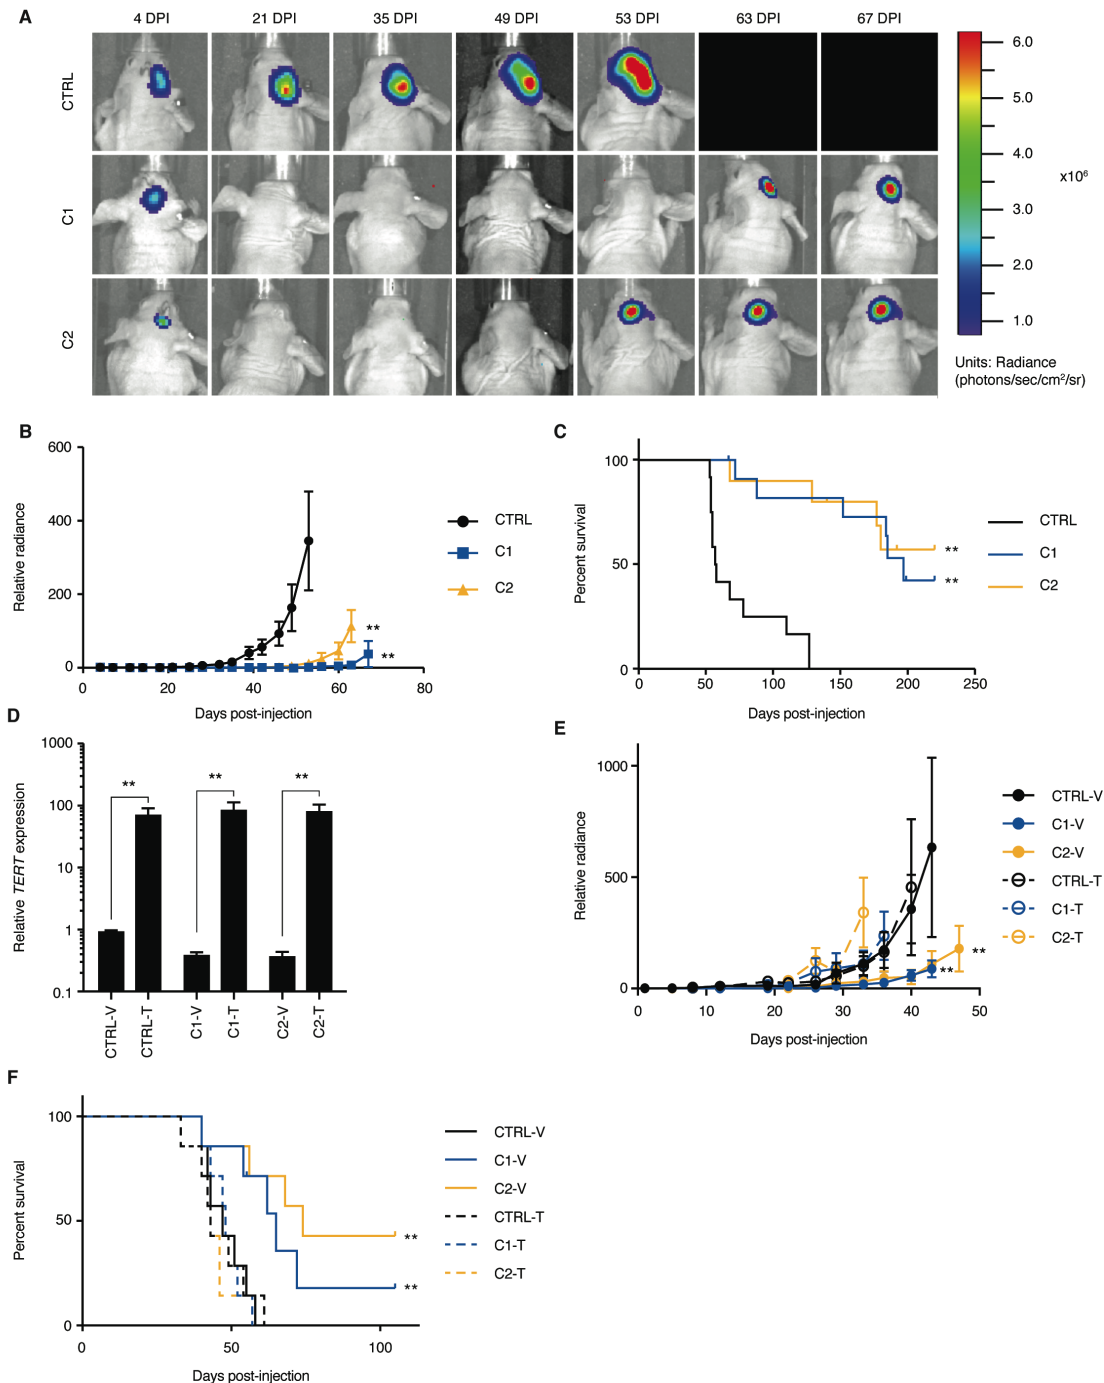 A
4 DPI 21 DPI 35 DPI 49 DPI 53 DPI 63 DPI 67 DPI
CTRL
C1
C2
6.0
5.0
4.0
3.0
2.0
1.0
x10⁶
Units: Radiance
(photons/sec/cm²/sr)
B
600
400
200
0
0 20 40 60 80
Relative radiance
Days post-injection
CTRL
C1
C2
**
**
C
100
50
0
0 50 100 150 200 250
Percent survival
Days post-injection
CTRL
C1
C2
**
**
D
1000
100
10
1
0.1
Relative TERT expression
** ** **
CTRL-V CTRL-T C1-V C1-T C2-V C2-T
E
1000
500
0
0 10 20 30 40 50
Relative radiance
Days post-injection
CTRL-V
C1-V
C2-V
CTRL-T
C1-T
C2-T
**
**
F
100
50
0
0 50 100
Percent survival
Days post-injection
CTRL-V
C1-V
C2-V
CTRL-T
C1-T
C2-T
**
**